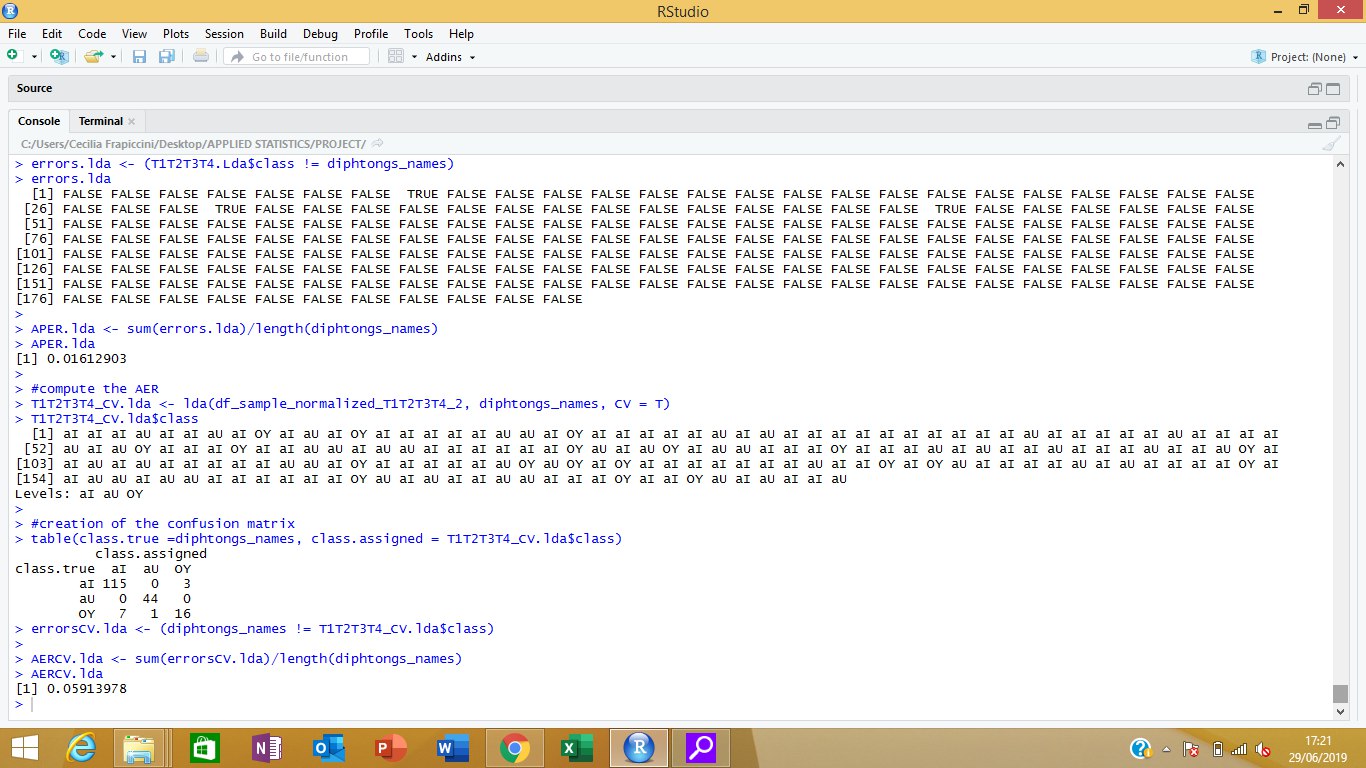 RStudio
File Edit Code View Plots Session Build Debug Profile Tools Help
Go to file/function Addins Project: (None)
Source
Console Terminal
C:/Users/Cecilia Frapiccini/Desktop/APPLIED STATISTICS/PROJECT/
> errors.lda <- (T1T2T3T4.Lda$class != diphtongs_names)
> errors.lda
[1] FALSE FALSE FALSE FALSE FALSE FALSE FALSE TRUE FALSE FALSE FALSE FALSE FALSE FALSE FALSE FALSE FALSE FALSE FALSE FALSE FALSE FALSE FALSE FALSE FALSE
[26] FALSE FALSE FALSE TRUE FALSE FALSE FALSE FALSE FALSE FALSE FALSE FALSE FALSE FALSE FALSE FALSE FALSE FALSE TRUE FALSE FALSE FALSE FALSE FALSE FALSE
[51] FALSE FALSE FALSE FALSE FALSE FALSE FALSE FALSE FALSE FALSE FALSE FALSE FALSE FALSE FALSE FALSE FALSE FALSE FALSE FALSE FALSE FALSE FALSE FALSE FALSE
[76] FALSE FALSE FALSE FALSE FALSE FALSE FALSE FALSE FALSE FALSE FALSE FALSE FALSE FALSE FALSE FALSE FALSE FALSE FALSE FALSE FALSE FALSE FALSE FALSE FALSE
[101] FALSE FALSE FALSE FALSE FALSE FALSE FALSE FALSE FALSE FALSE FALSE FALSE FALSE FALSE FALSE FALSE FALSE FALSE FALSE FALSE FALSE FALSE FALSE FALSE FALSE
[126] FALSE FALSE FALSE FALSE FALSE FALSE FALSE FALSE FALSE FALSE FALSE FALSE FALSE FALSE FALSE FALSE FALSE FALSE FALSE FALSE FALSE FALSE FALSE FALSE FALSE
[151] FALSE FALSE FALSE FALSE FALSE FALSE FALSE FALSE FALSE FALSE FALSE FALSE FALSE FALSE FALSE FALSE FALSE FALSE FALSE FALSE FALSE FALSE FALSE FALSE FALSE
[176] FALSE FALSE FALSE FALSE FALSE FALSE FALSE FALSE FALSE FALSE FALSE
>
> APER.lda <- sum(errors.lda)/length(diphtongs_names)
> APER.lda
[1] 0.01612903
>
> #compute the AER
> T1T2T3T4_CV.lda <- lda(df_sample_normalized_T1T2T3T4_2, diphtongs_names, CV = T)
> T1T2T3T4_CV.lda$class
[1] aI aI aI aU aI aI aU aI OY aI aU aI OY aI aI aI aI aI aU aU aI OY aI aI aI aI aI aU aI aU aI aI aI aI aI aI aI aI aI aI aU aI aI aI aI aI aU aI aI aI aI
[52] aU aI aU OY aI aI aI OY aI aI aI aI aI aU aI aI aI aI aI OY aI aI aU aI aU aI OY aU aI aU OY aI aU aI aU aI OY aI aI aI aI aU aI aI aU aI aU aI aU OY aI
[103] aI aU aI aU aI aI aI aI aI aU aU aI OY aI aI aI aI aI aU OY aU OY aI OY aI aI aI aI aI aI aI aU aI aI OY aI OY aU aI aI aI aI aU aI aU aI aI aI aI OY aI
[154] aI aU aU aI aU aU aI aI aI aI aI aI OY aU aI aU aI aU aI aI aI aI aI OY aI aI OY aU aI aU aI aI aU
Levels: aI aU OY
>
> #creation of the confusion matrix
> table(class.true =diphtongs_names, class.assigned = T1T2T3T4_CV.lda$class)
class.assigned
class.true aI aU OY
aI 115 0 3
aU 0 44 0
OY 7 1 16
> errorsCV.lda <- (diphtongs_names != T1T2T3T4_CV.lda$class)
>
> AERCV.lda <- sum(errorsCV.lda)/length(diphtongs_names)
> AERCV.lda
[1] 0.05913978
>
17:21
29/06/2019